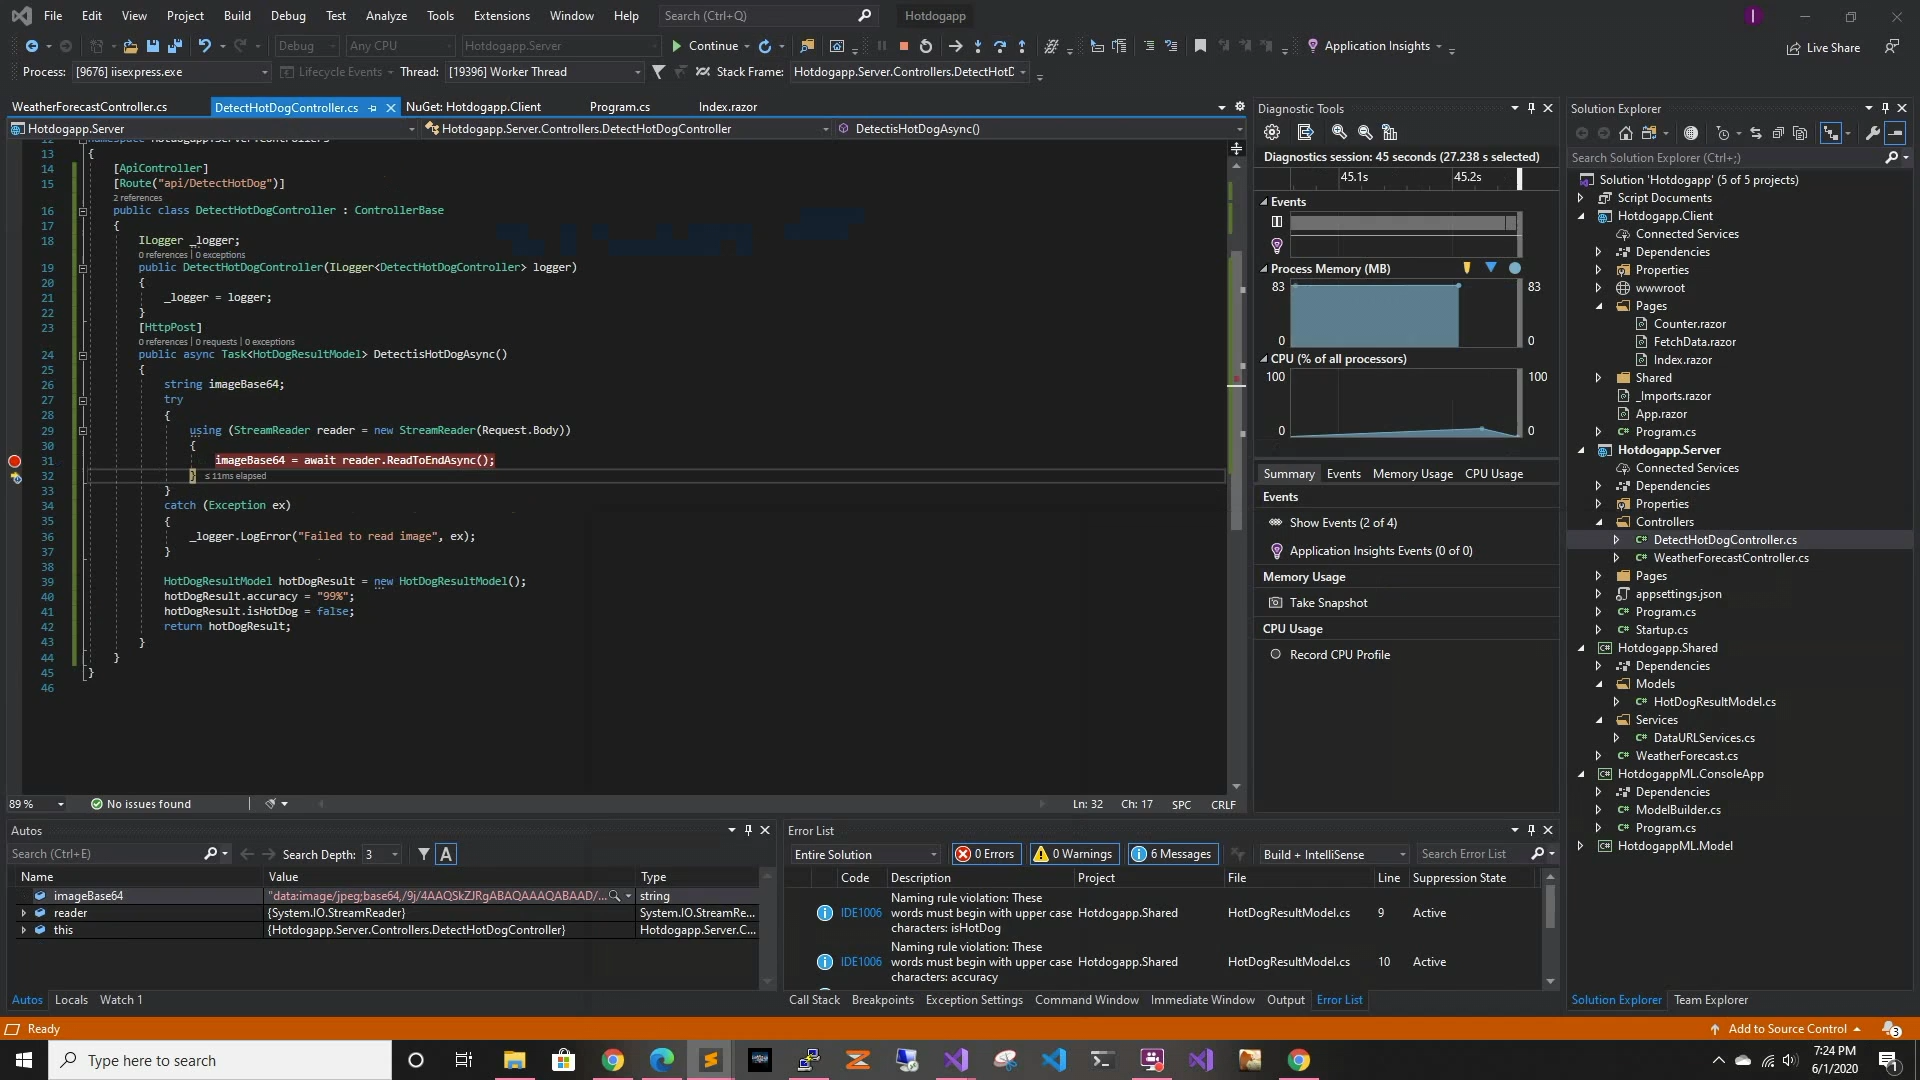 File Edit View Project Build Debug Test Analyze Tools Extensions Window Help Search (Ctrl+Q) Hotdogapp
Debug Any CPU Hotdogapp.Server Continue Application Insights Live Share
Process: [9676] iisexpress.exe Lifecycle Events Thread: [19396] Worker Thread Stack Frame: Hotdogapp.Server.Controllers.DetectHotD
WeatherForecastController.cs DetectHotDogController.cs NuGet: Hotdogapp.Client Program.cs Index.razor
Hotdogapp.Server Hotdogapp.Server.Controllers.DetectHotDogController DetectisHotDogAsync()
13 {
14 [ApiController]
15 [Route("api/DetectHotDog")]
2 references
16 public class DetectHotDogController : ControllerBase
17 {
18 ILogger _logger;
0 references | 0 exceptions
19 public DetectHotDogController(ILogger<DetectHotDogController> logger)
20 {
21 _logger = logger;
22 }
23 [HttpPost]
0 references | 0 requests | 0 exceptions
24 public async Task<HotDogResultModel> DetectisHotDogAsync()
25 {
26 string imageBase64;
27 try
28 {
29 using (StreamReader reader = new StreamReader(Request.Body))
30 {
31 imageBase64 = await reader.ReadToEndAsync();
32 } ≤ 11ms elapsed
33 }
34 catch (Exception ex)
35 {
36 _logger.LogError("Failed to read image", ex);
37 }
38
39 HotDogResultModel hotDogResult = new HotDogResultModel();
40 hotDogResult.accuracy = "99%";
41 hotDogResult.isHotDog = false;
42 return hotDogResult;
43 }
44 }
45 }
46
89 % No issues found Ln: 32 Ch: 17 SPC CRLF
Diagnostic Tools
Diagnostics session: 45 seconds (27.238 s selected)
45.1s 45.2s
Events
Process Memory (MB)
83 83
0 0
CPU (% of all processors)
100 100
0 0
Summary Events Memory Usage CPU Usage
Events
Show Events (2 of 4)
Application Insights Events (0 of 0)
Memory Usage
Take Snapshot
CPU Usage
Record CPU Profile
Solution Explorer
Search Solution Explorer (Ctrl+;)
Solution 'Hotdogapp' (5 of 5 projects)
Script Documents
Hotdogapp.Client
Connected Services
Dependencies
Properties
wwwroot
Pages
Counter.razor
FetchData.razor
Index.razor
Shared
_Imports.razor
App.razor
Program.cs
Hotdogapp.Server
Connected Services
Dependencies
Properties
Controllers
DetectHotDogController.cs
WeatherForecastController.cs
Pages
appsettings.json
Program.cs
Startup.cs
Hotdogapp.Shared
Dependencies
Models
HotDogResultModel.cs
Services
DataURLServices.cs
WeatherForecast.cs
HotdogappML.ConsoleApp
Dependencies
ModelBuilder.cs
Program.cs
HotdogappML.Model
Solution Explorer Team Explorer
Autos
Search (Ctrl+E) Search Depth: 3 A
Name Value Type
imageBase64 "data:image/jpeg;base64,/9j/4AAQSkZJRgABAQAAAQABAAD/... string
reader {System.IO.StreamReader} System.IO.StreamRe...
this {Hotdogapp.Server.Controllers.DetectHotDogController} Hotdogapp.Server.C...
Autos Locals Watch 1
Error List
Entire Solution 0 Errors 0 Warnings 6 Messages Build + IntelliSense Search Error List
Code Description Project File Line Suppression State
IDE1006 Naming rule violation: These words must begin with upper case characters: isHotDog Hotdogapp.Shared HotDogResultModel.cs 9 Active
IDE1006 Naming rule violation: These words must begin with upper case characters: accuracy Hotdogapp.Shared HotDogResultModel.cs 10 Active
Call Stack Breakpoints Exception Settings Command Window Immediate Window Output Error List
Ready Add to Source Control 3
Type here to search 7:24 PM
6/1/2020 1